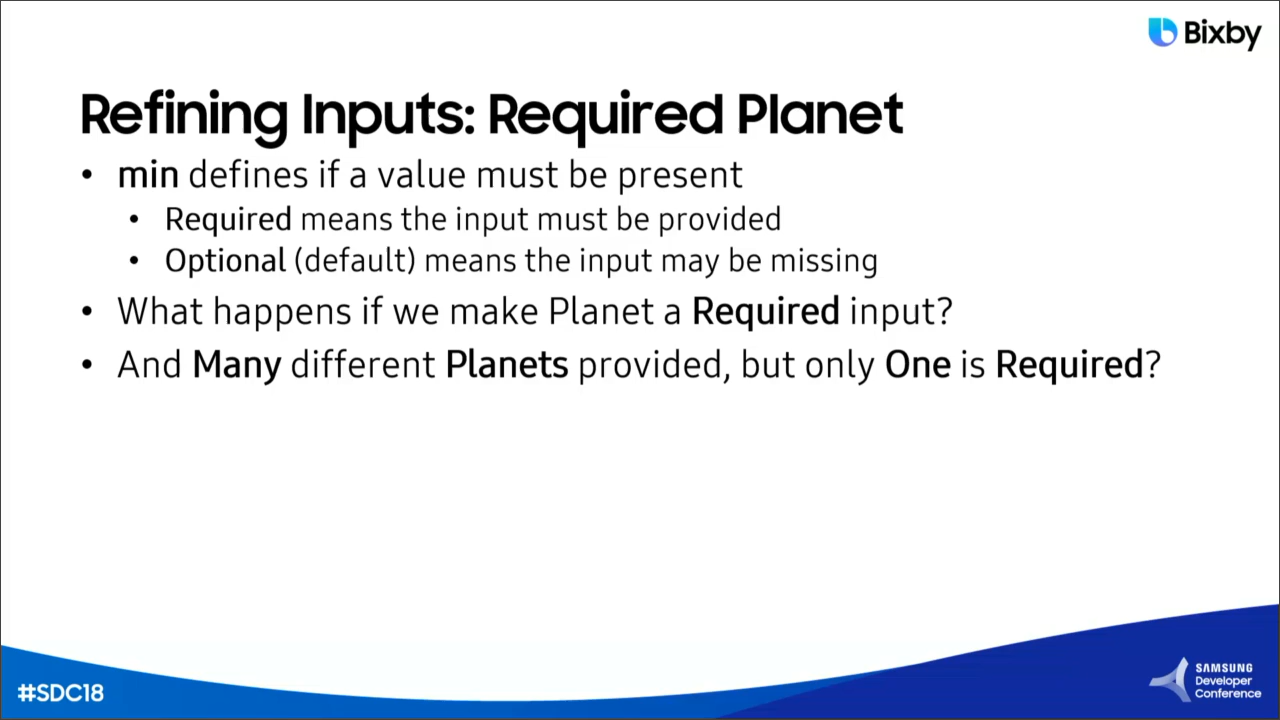 Bixby
Refining Inputs: Required Planet
• min defines if a value must be present
• Required means the input must be provided
• Optional (default) means the input may be missing
• What happens if we make Planet a Required input?
• And Many different Planets provided, but only One is Required?
#SDC18
SAMSUNG
Developer
Conference